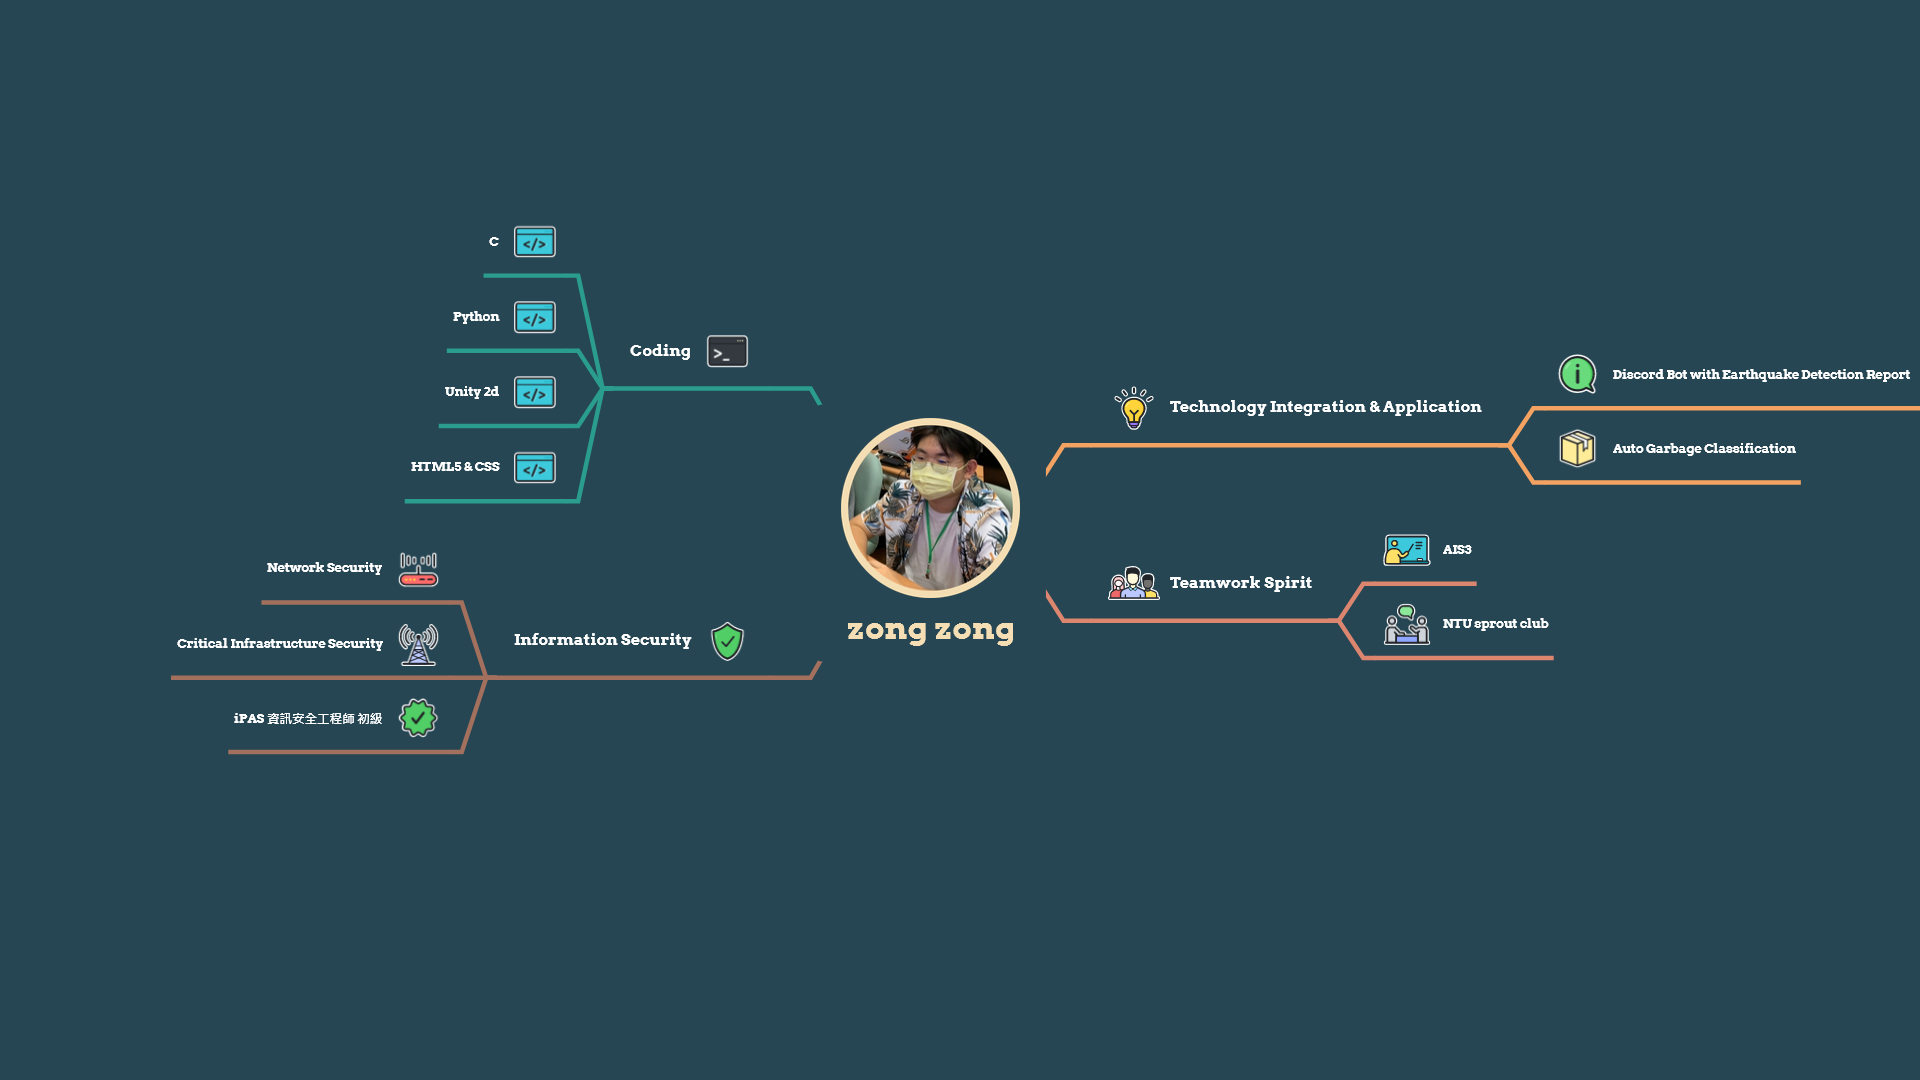 C
Python
Coding
Unity 2d
HTML5 & CSS
Network Security
Critical Infrastructure Security
Information Security
iPAS 資訊安全工程師 初級
zong zong
Discord Bot with Earthquake Detection Report
Technology Integration & Application
Auto Garbage Classification
AIS3
Teamwork Spirit
NTU sprout club